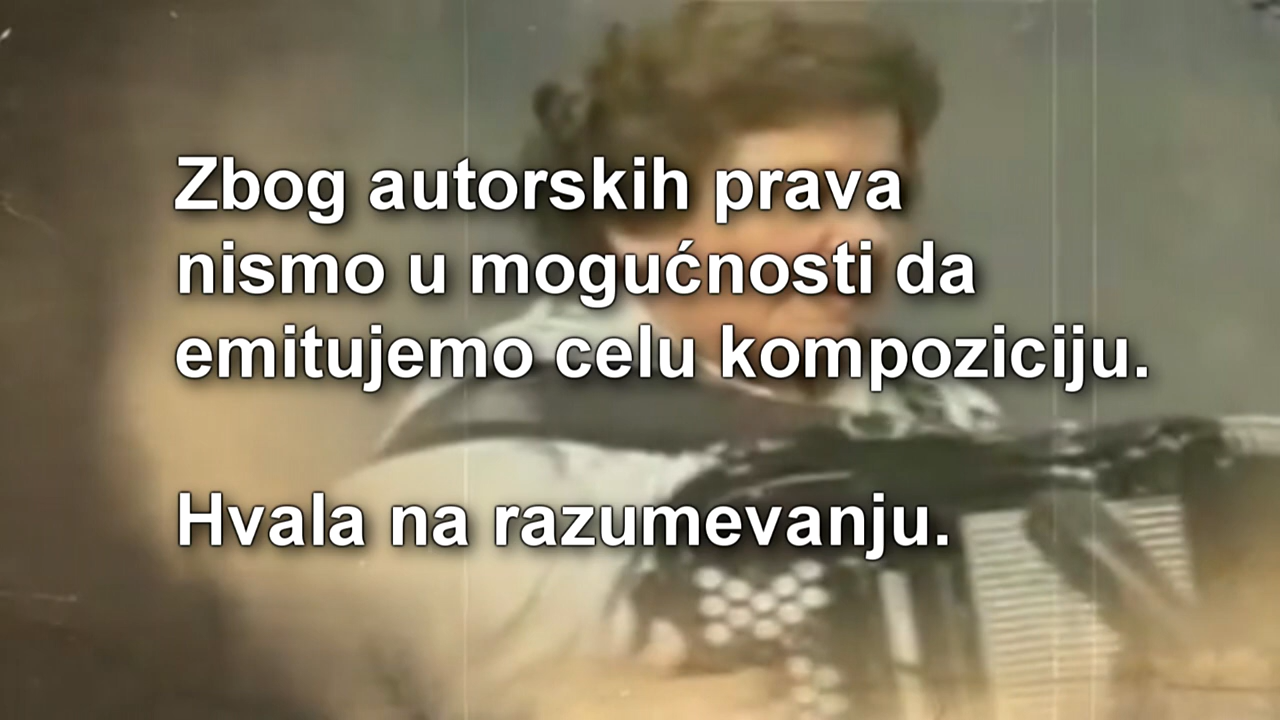 Zbog autorskih prava
nismo u mogućnosti da
emitujemo celu kompoziciju.
Hvala na razumevanju.